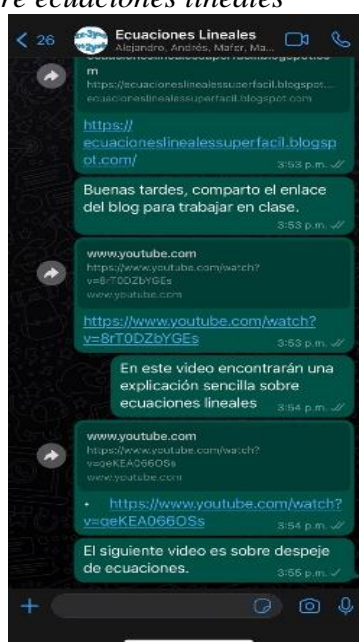 re ecuaciones lineales
26
Ecuaciones Lineales
Alejandro, Andrés, Mafer, Ma...
m
https://ecuacioneslinealessuperfacil.blogspot....
ecuacioneslinealessuperfacil.blogspot.com
https://
ecuacioneslinealessuperfacil.blogsp
ot.com/
3:53 p.m.
Buenas tardes, comparto el enlace
del blog para trabajar en clase.
3:53 p.m.
www.youtube.com
https://www.youtube.com/watch?
v=8rT0DZbYGEs
www.youtube.com
https://www.youtube.com/watch?
v=8rT0DZbYGEs
3:53 p.m.
En este video encontrarán una
explicación sencilla sobre
ecuaciones lineales
3:54 p.m.
www.youtube.com
https://www.youtube.com/watch?
v=qeKEA066OSs
www.youtube.com
• https://www.youtube.com/watch?
v=qeKEA066OSs
3:54 p.m.
El siguiente video es sobre despeje
de ecuaciones.
3:55 p.m.